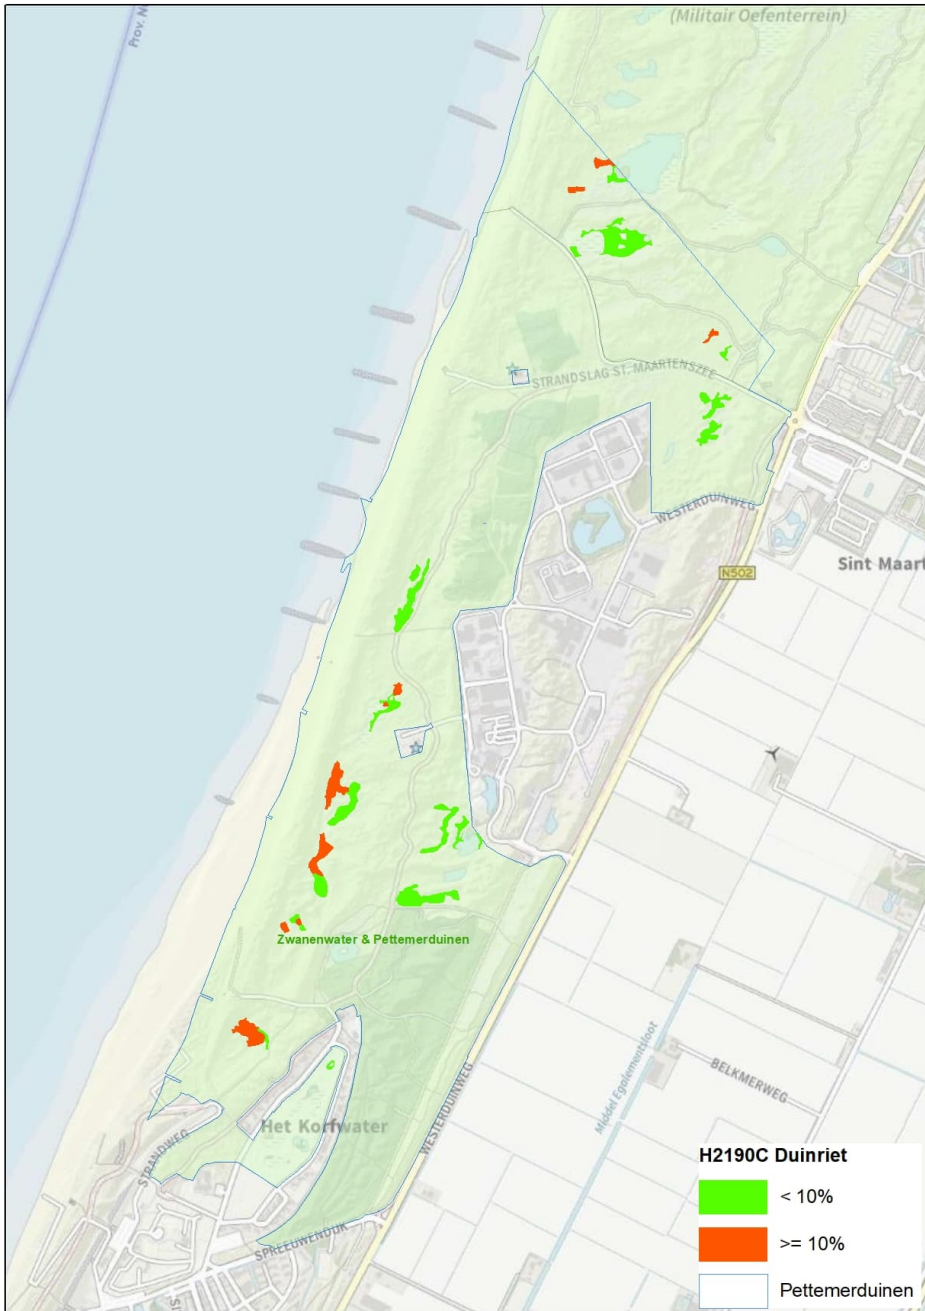 (Militair Oefenterrein)
Prov. N
STRANDSLAG ST. MAARTENSZEE
WESTERDUINWEG
N502
Sint Maart
Zwanenwater & Pettemerduinen
Middel Egalementsloot
BELKMERWEG
WESTERDUINWEG
Het Korfwater
STRANDWEG
SPREEUWENDIJK
H2190C Duinriet
< 10%
>= 10%
Pettemerduinen